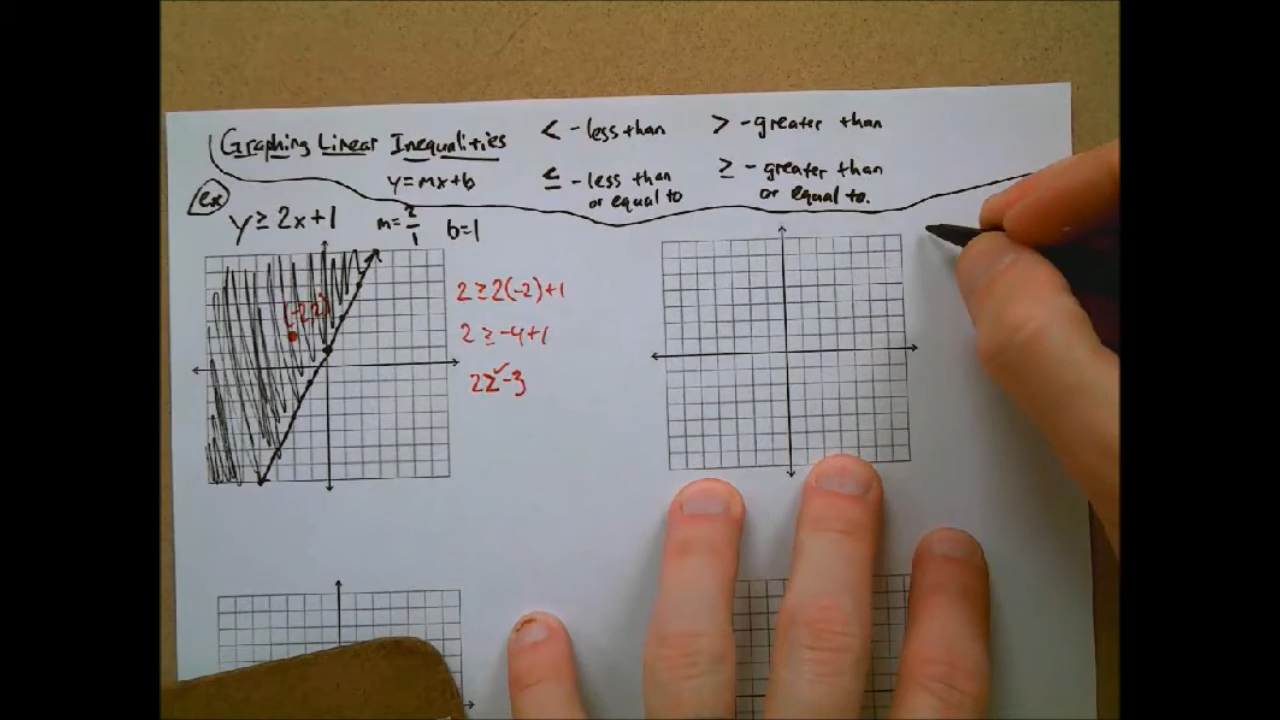 Graphing Linear Inequalities
y=mx+b
< - less than
> - greater than
≤ - less than
or equal to
≥ - greater than
or equal to.
ex
y ≥ 2x+1
m=2/1
b=1
(-2,2)
2≥2(-2)+1
2 ≥ -4+1
2≥-3